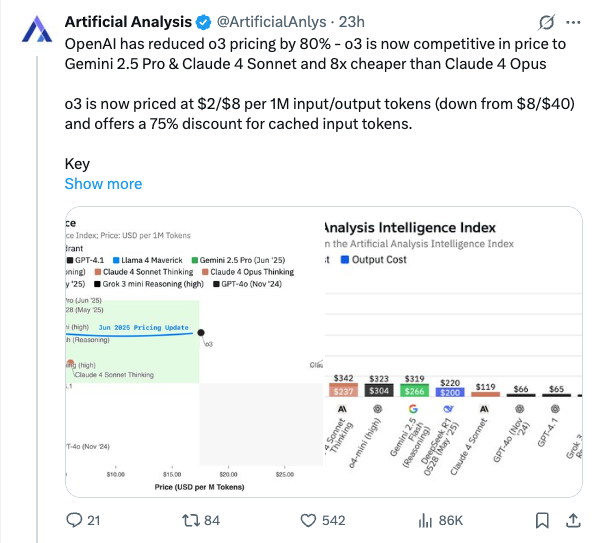 Artificial Analysis @ArtificialAnlys · 23h
OpenAI has reduced o3 pricing by 80% - o3 is now competitive in price to
Gemini 2.5 Pro & Claude 4 Sonnet and 8x cheaper than Claude 4 Opus
o3 is now priced at $2/$8 per 1M input/output tokens (down from $8/$40)
and offers a 75% discount for cached input tokens.
Key
Show more
ce
ce Index; Price: USD per 1M Tokens
drant
GPT-4.1 Llama 4 Maverick Gemini 2.5 Pro (Jun '25)
ning) Claude 4 Sonnet Thinking Claude 4 Opus Thinking
y '25) Grok 3 mini Reasoning (high) GPT-4o (Nov '24)
Pro (Jun '25)
28 (May '25)
(high)
Jun 2025 Pricing Update
(Reasoning)
o3
(high)
Claude 4 Sonnet Thinking
.1
T-4o (Nov '24)
$10.00 $15.00 $20.00 $25.00
Price (USD per M Tokens)
Analysis Intelligence Index
n the Artificial Analysis Intelligence Index
st Output Cost
$342 $323 $319 $220 $119 $66 $65
$237 $304 $266 $200
4 Sonnet Thinking
o4-mini (high)
Gemini 2.5 Flash (Reasoning)
DeepSeek R1 0528 (May '25)
Claude 4 Sonnet
GPT-4o (Nov '24)
GPT-4.1
Grok 3
21 84 542 86K